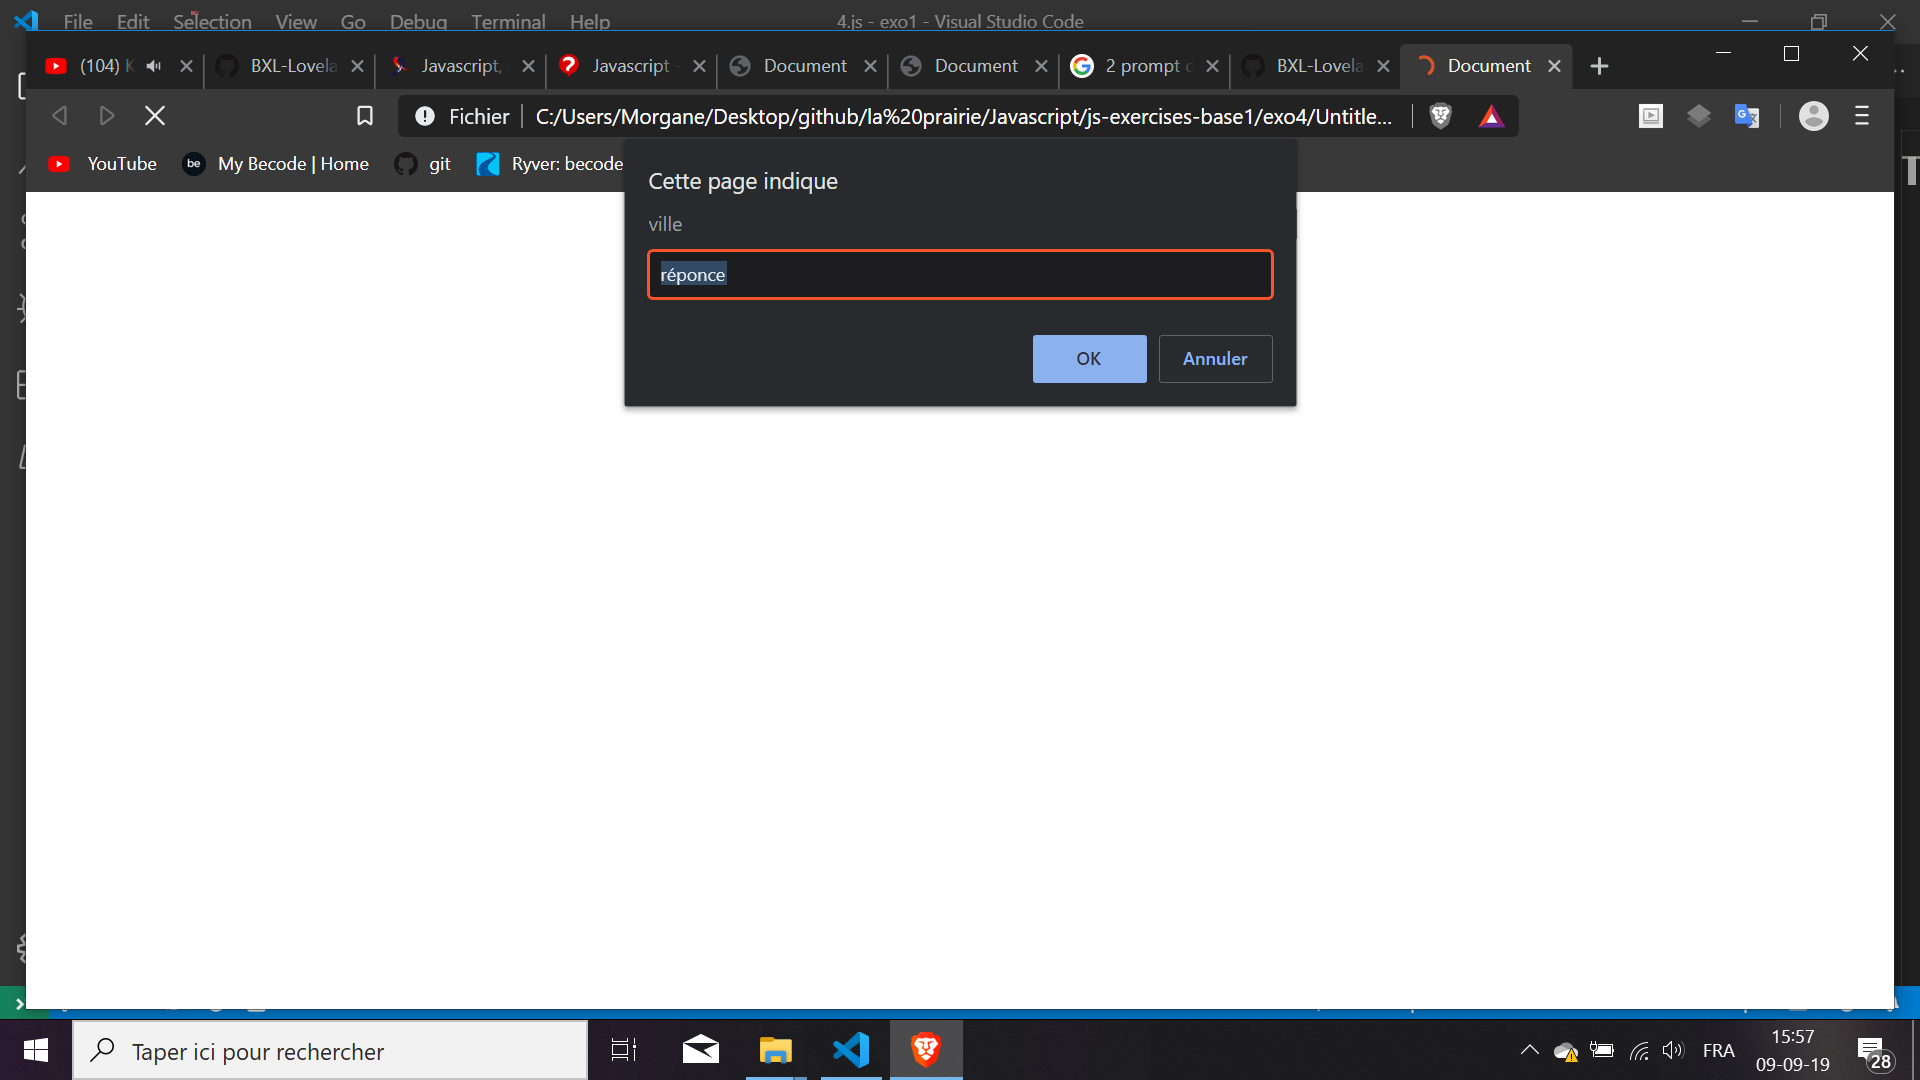 File Edit Selection View Go Debug Terminal Help 4.js - exo1 - Visual Studio Code
(104) K BXL-Lovela Javascript, Javascript - Document Document 2 prompt d BXL-Lovela Document
Fichier C:/Users/Morgane/Desktop/github/la%20prairie/Javascript/js-exercises-base1/exo4/Untitle...
YouTube be My Becode | Home git Ryver: becode
Cette page indique
ville
réponce
OK Annuler
Taper ici pour rechercher
FRA
15:57
09-09-19
28